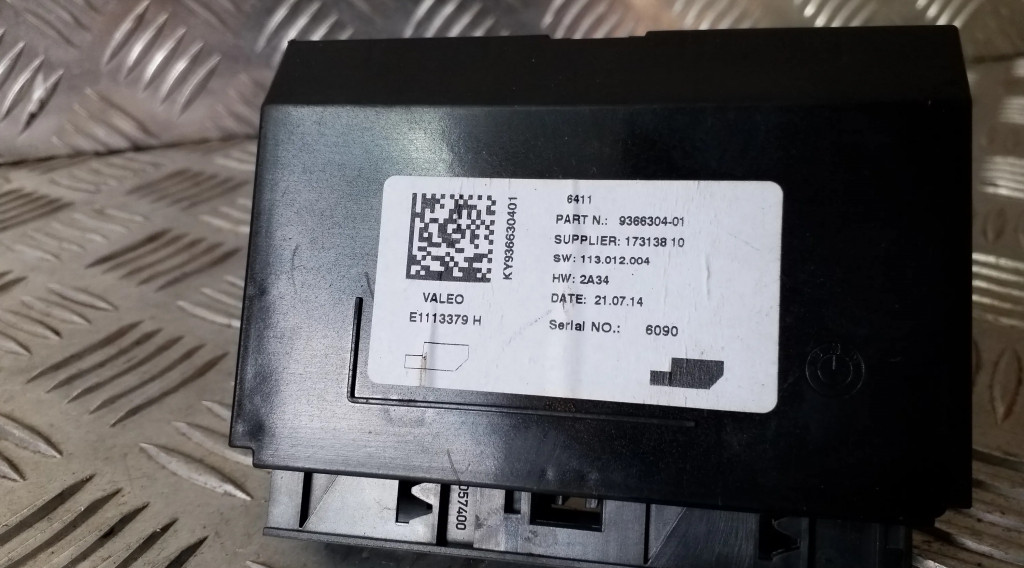 6411
PART N.: 9366304-01
SUPPLIER: 173138 10
SW: 113.012.004
HW: 2A34
DATE: 21.07.14
Serial NO.: 6090
KY936630401
VALEO
E1113379 H
057400